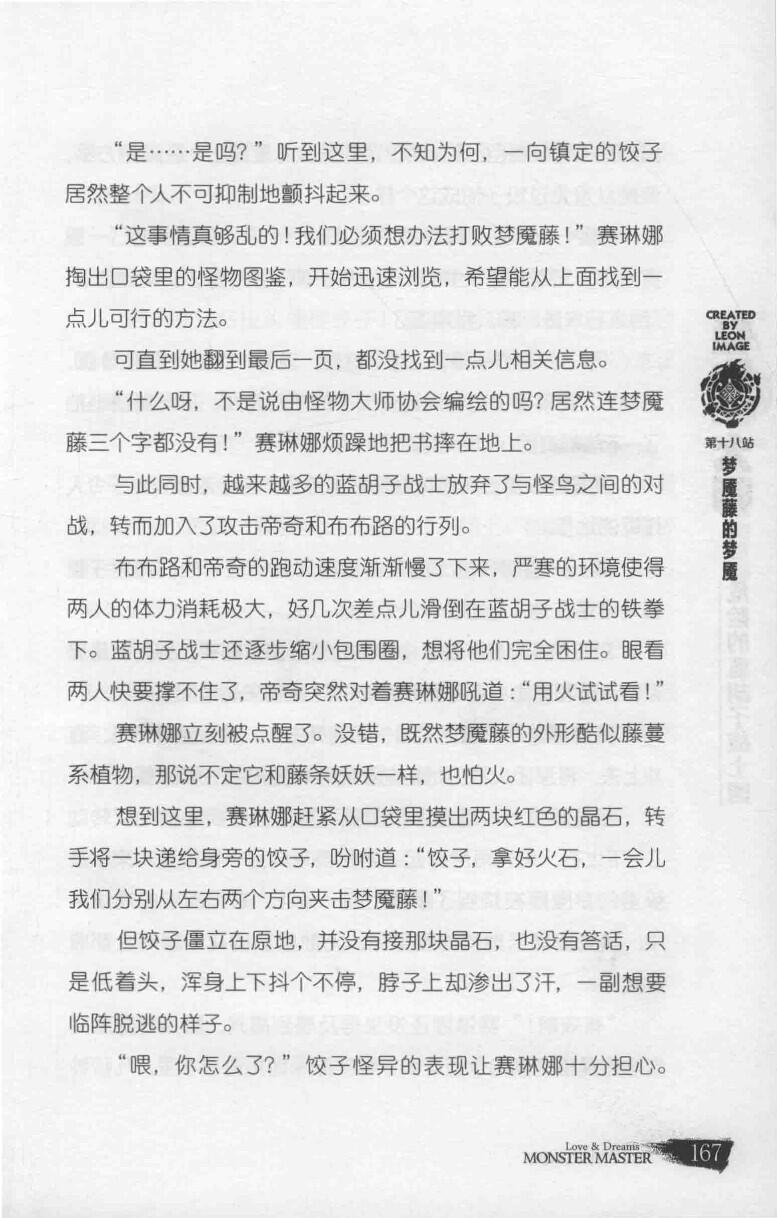 “是……是吗？”听到这里，不知为何，一向镇定的饺子
居然整个人不可抑制地颤抖起来。
“这事情真够乱的！我们必须想办法打败梦魇藤！”赛琳娜
掏出口袋里的怪物图鉴，开始迅速浏览，希望能从上面找到一
点儿可行的方法。
可直到她翻到最后一页，都没找到一点儿相关信息。
“什么呀，不是说由怪物大师协会编绘的吗？居然连梦魇
藤三个字都没有！”赛琳娜烦躁地把书摔在地上。
与此同时，越来越多的蓝胡子战士放弃了与怪鸟之间的对
战，转而加入了攻击帝奇和布布路的行列。
布布路和帝奇的跑动速度渐渐慢了下来，严寒的环境使得
两人的体力消耗极大，好几次差点儿滑倒在蓝胡子战士的铁拳
下。蓝胡子战士还逐步缩小包围圈，想将他们完全困住。眼看
两人快要撑不住了，帝奇突然对着赛琳娜吼道：“用火试试看！”
赛琳娜立刻被点醒了。没错，既然梦魇藤的外形酷似藤蔓
系植物，那说不定它和藤条妖妖一样，也怕火。
想到这里，赛琳娜赶紧从口袋里摸出两块红色的晶石，转
手将一块递给身旁的饺子，吩咐道：“饺子，拿好火石，一会儿
我们分别从左右两个方向夹击梦魇藤！”
但饺子僵立在原地，并没有接那块晶石，也没有答话，只
是低着头，浑身上下抖个不停，脖子上却渗出了汗，一副想要
临阵脱逃的样子。
“喂，你怎么了？”饺子怪异的表现让赛琳娜十分担心。
CREATED
BY
LEON
IMAGE
第十八站
梦魇藤的梦魇
Love & Dreams
MONSTER MASTER
167